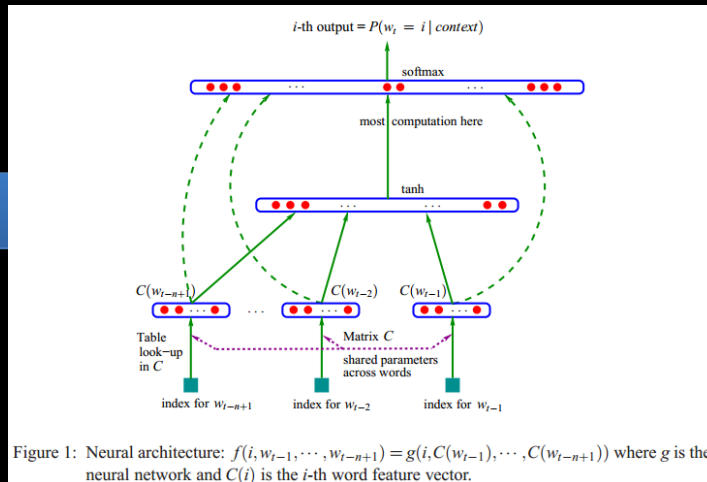 i-th output = P(w_t = i | context)
softmax
... ...
most computation here
tanh
... ...
C(w_{t−n+1}) C(w_{t−2}) C(w_{t−1})
... ... ... ...
Table look−up in C
Matrix C
shared parameters across words
index for w_{t−n+1} index for w_{t−2} index for w_{t−1}
Figure 1: Neural architecture: f(i,w_{t−1},···,w_{t−n+1}) = g(i,C(w_{t−1}),···,C(w_{t−n+1})) where g is the
neural network and C(i) is the i-th word feature vector.